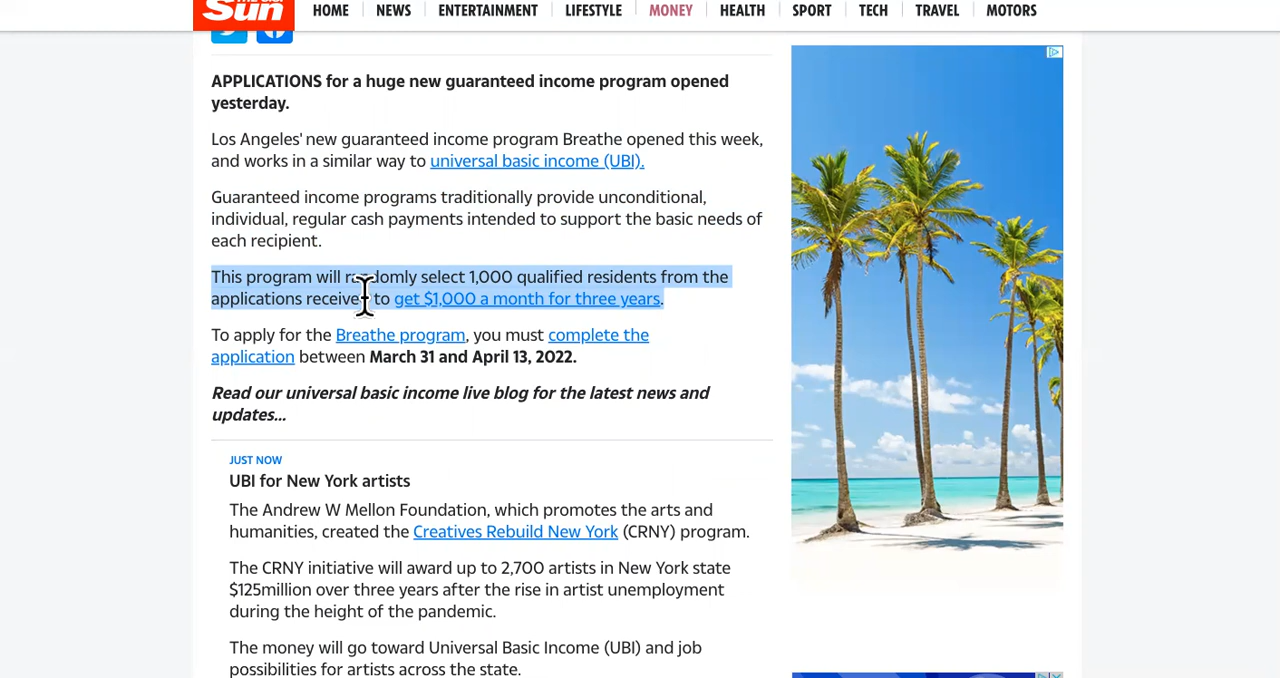 Sun
HOME NEWS ENTERTAINMENT LIFESTYLE MONEY HEALTH SPORT TECH TRAVEL MOTORS
APPLICATIONS for a huge new guaranteed income program opened
yesterday.
Los Angeles' new guaranteed income program Breathe opened this week,
and works in a similar way to universal basic income (UBI).
Guaranteed income programs traditionally provide unconditional,
individual, regular cash payments intended to support the basic needs of
each recipient.
This program will randomly select 1,000 qualified residents from the
applications received to get $1,000 a month for three years.
To apply for the Breathe program, you must complete the
application between March 31 and April 13, 2022.
Read our universal basic income live blog for the latest news and
updates...
JUST NOW
UBI for New York artists
The Andrew W Mellon Foundation, which promotes the arts and
humanities, created the Creatives Rebuild New York (CRNY) program.
The CRNY initiative will award up to 2,700 artists in New York state
$125million over three years after the rise in artist unemployment
during the height of the pandemic.
The money will go toward Universal Basic Income (UBI) and job
possibilities for artists across the state.